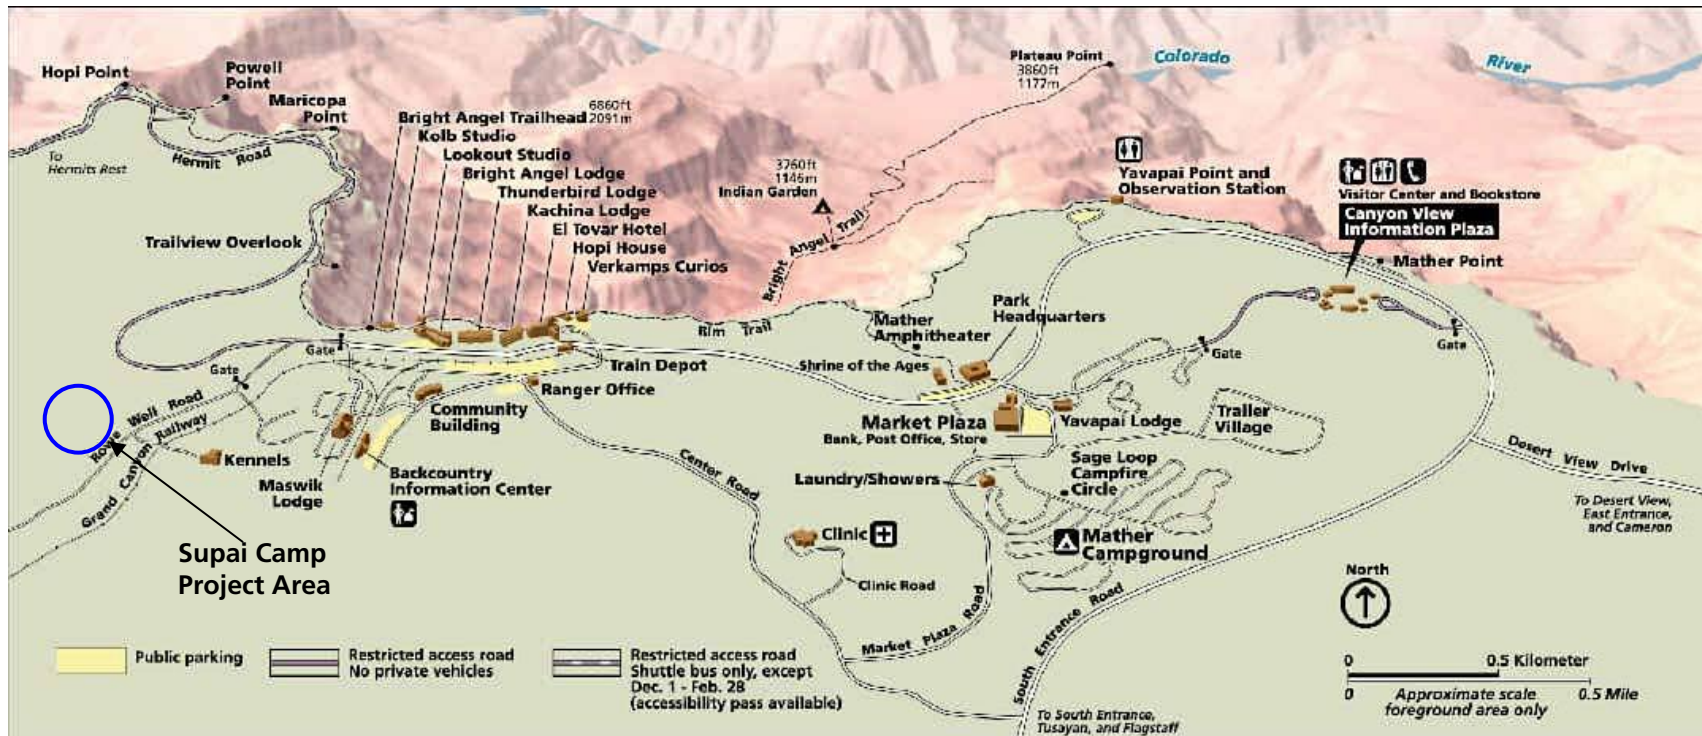 Hopi Point
Powell
Point
Maricopa
Point
To
Hermits Rest
Hermit Road
Trailview Overlook
Bright Angel Trailhead
6860ft
2091m
Kolb Studio
Lookout Studio
Bright Angel Lodge
Thunderbird Lodge
Kachina Lodge
El Tovar Hotel
Hopi House
Verkamps Curios
Plateau Point
3860ft
1177m
Colorado
River
3760ft
1146m
Indian Garden
Bright Angel Trail
Yavapai Point and
Observation Station
Visitor Center and Bookstore
Canyon View
Information Plaza
Mather Point
Rim Trail
Mather
Amphitheater
Park
Headquarters
Shrine of the Ages
Gate
Gate
Gate
Gate
Train Depot
Ranger Office
Community
Building
Rowe Well Road
Grand Canyon Railway
Kennels
Maswik
Lodge
Backcountry
Information Center
Supai Camp
Project Area
Center Road
Market Plaza
Bank, Post Office, Store
Yavapai Lodge
Trailer
Village
Laundry/Showers
Sage Loop
Campfire
Circle
Clinic
Clinic Road
Mather
Campground
Market Plaza Road
South Entrance Road
Desert View Drive
To Desert View,
East Entrance,
and Cameron
To South Entrance,
Tusayan, and Flagstaff
North
Public parking
Restricted access road
No private vehicles
Restricted access road
Shuttle bus only, except
Dec. 1 - Feb. 28
(accessibility pass available)
0 0.5 Kilometer
0 0.5 Mile
Approximate scale
foreground area only